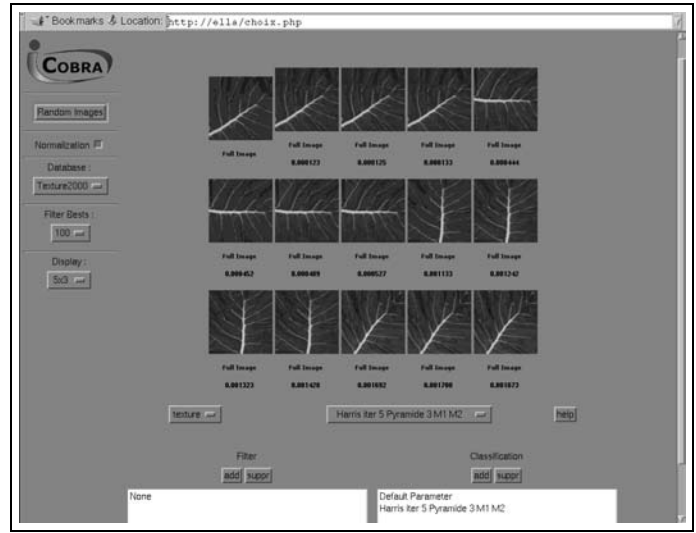 Bookmarks Location: http://ella/choix.php
iCOBRA
Random Images
Normalization
Database :
Texture2000
Filter Bests :
100
Display :
5x3
Full Image
Full Image Full Image Full Image Full Image
0.000123 0.000125 0.000133 0.000444
Full Image Full Image Full Image Full Image Full Image
0.000452 0.000489 0.000527 0.001133 0.001242
Full Image Full Image Full Image Full Image Full Image
0.001323 0.001420 0.001692 0.001700 0.001673
texture Harris iter 5 Pyramide 3 M1 M2 help
Filter Classification
add suppr add suppr
None Default Parameter
Harris iter 5 Pyramide 3 M1 M2